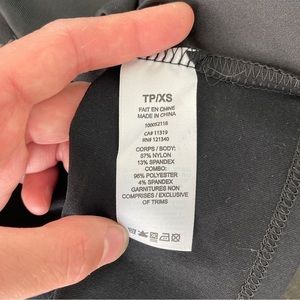 TP/XS
FAIT EN CHINE
MADE IN CHINA
100052118
CA# 11319
RN# 121340
CORPS / BODY:
87% NYLON
13% SPANDEX
COMBO:
96% POLYESTER
4% SPANDEX
GARNITURES NON
COMPRISES / EXCLUSIVE
OF TRIMS